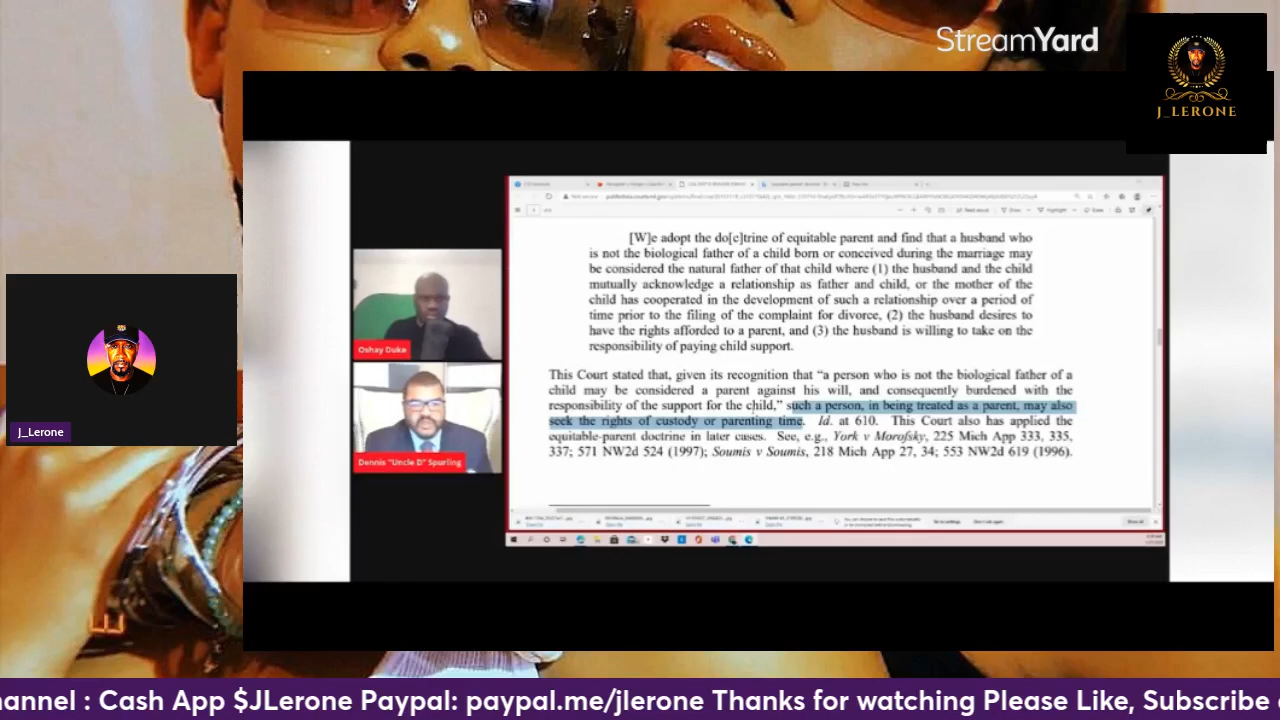 StreamYard
J_LERONE
[W]e adopt the do[c]trine of equitable parent and find that a husband who
is not the biological father of a child born or conceived during the marriage may
be considered the natural father of that child where (1) the husband and the child
mutually acknowledge a relationship as father and child, or the mother of the
child has cooperated in the development of such a relationship over a period of
time prior to the filing of the complaint for divorce, (2) the husband desires to
have the rights afforded to a parent, and (3) the husband is willing to take on the
responsibility of paying child support.
This Court stated that, given its recognition that “a person who is not the biological father of a
child may be considered a parent against his will, and consequently burdened with the
responsibility of the support for the child,” such a person, in being treated as a parent, may also
seek the rights of custody or parenting time. Id. at 610. This Court also has applied the
equitable-parent doctrine in later cases. See, e.g., York v Morofsky, 225 Mich App 333, 335,
337; 571 NW2d 524 (1997); Soumis v Soumis, 218 Mich App 27, 34; 553 NW2d 619 (1996).
Oshay Duke
Dennis "Uncle D" Spurling
J_Lerone
hannel : Cash App $JLerone Paypal: paypal.me/jlerone Thanks for watching Please Like, Subscribe